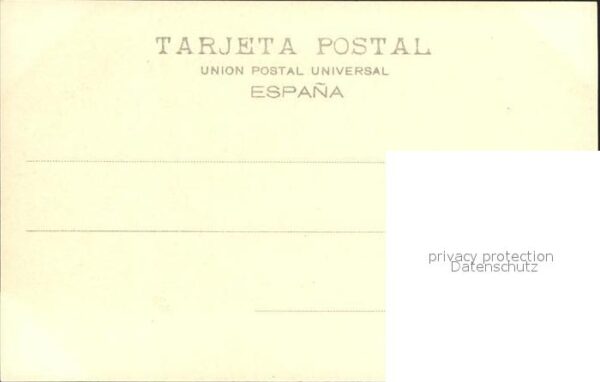 TARJETA POSTAL
UNION POSTAL UNIVERSAL
ESPAÑA
privacy protection
Datenschutz